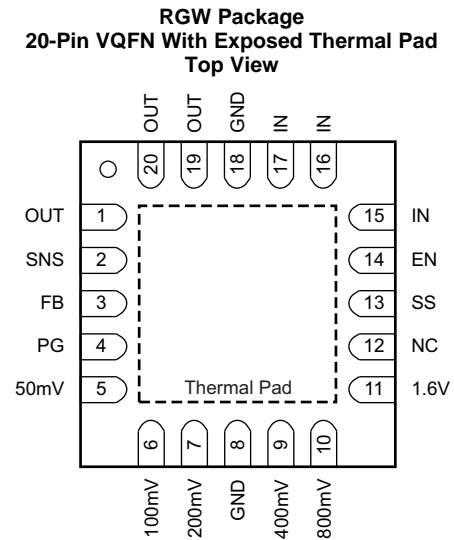 RGW Package
20-Pin VQFN With Exposed Thermal Pad
Top View
OUT
OUT
GND
IN
IN
20
19
18
17
16
OUT 1
15 IN
SNS 2
14 EN
FB 3
13 SS
PG 4
12 NC
50mV 5
Thermal Pad
11 1.6V
6
7
8
9
10
100mV
200mV
GND
400mV
800mV